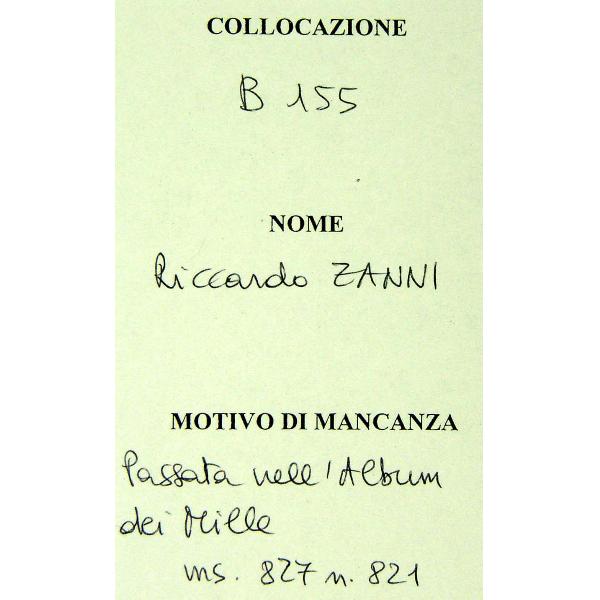 COLLOCAZIONE
B 155
NOME
Riccardo ZANNI
MOTIVO DI MANCANZA
Passata nell'Album
dei Mille
ms. 827 n. 821